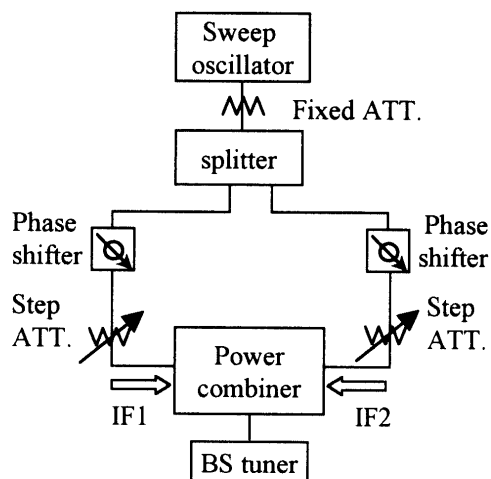 Sweep
oscillator
Fixed ATT.
splitter
Phase
shifter
Phase
shifter
Step
ATT.
Step
ATT.
Power
combiner
IF1
IF2
BS tuner